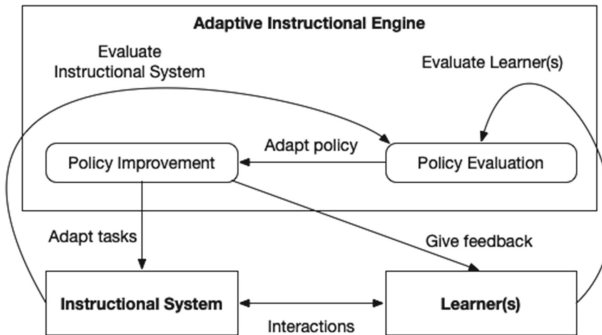 Adaptive Instructional Engine
Evaluate
Instructional System
Evaluate Learner(s)
Adapt policy
Policy Improvement
Policy Evaluation
Adapt tasks
Give feedback
Instructional System
Learner(s)
Interactions